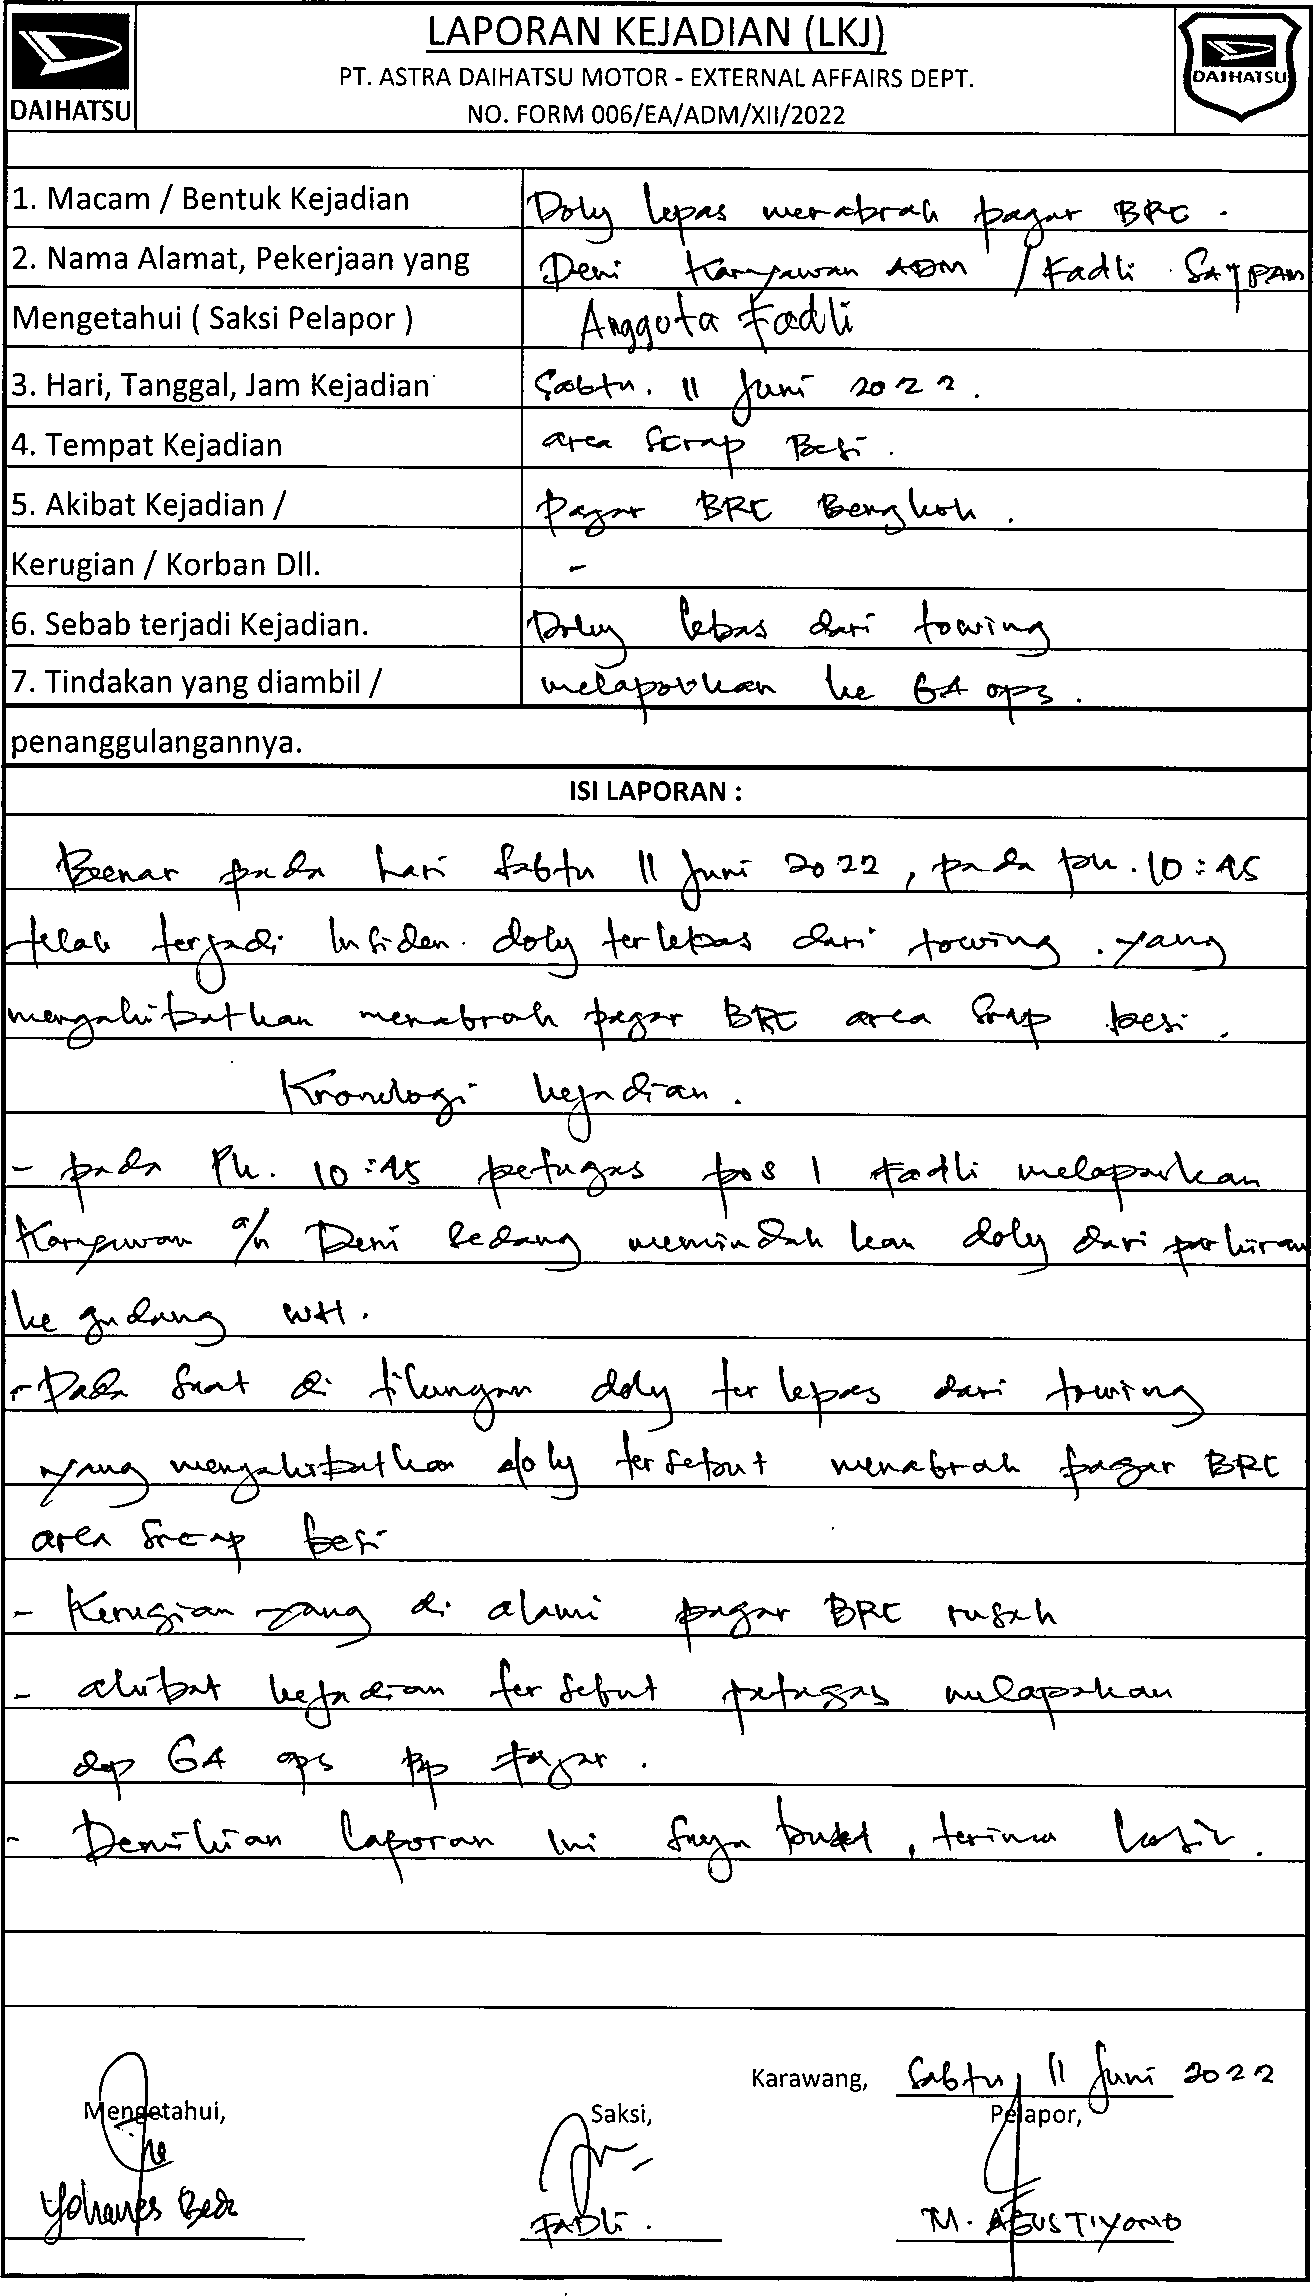 LAPORAN KEJADIAN (LKJ)
PT. ASTRA DAIHATSU MOTOR - EXTERNAL AFFAIRS DEPT.
NO. FORM 006/EA/ADM/XII/2022
DAIHATSU
DAIHATSU
1. Macam / Bentuk Kejadian Doly lepas menabrak pagar BRC .
2. Nama Alamat, Pekerjaan yang Deni Karyawan ADM / Fadli SATPAM
Mengetahui ( Saksi Pelapor ) Anggota Fadli
3. Hari, Tanggal, Jam Kejadian Sabtu. 11 Juni 2022.
4. Tempat Kejadian area Scrap Besi .
5. Akibat Kejadian / Pagar BRC Bengkok .
Kerugian / Korban Dll. -
6. Sebab terjadi Kejadian. Doly lepas dari towing
7. Tindakan yang diambil / melaporkan ke GA ops .
penanggulangannya.
ISI LAPORAN :
Benar pada hari Sabtu 11 Juni 2022 , pada pk . 10 : 45
telah terjadi Insiden. doly terlepas dari towing . yang
mengakibatkan menabrak pagar BRC area Srap besi .
Kronologi kejadian .
- pada Pk. 10 :45 petugas pos 1 Fadli melaporkan
Karyawan a/n Deni sedang memindahkan doly dari parkiran
ke gudang WH .
- Pada saat di tikungan doly terlepas dari towing
yang mengakibatkan doly tersebut menabrak pagar BRC
area Srcap besi
- Kerugian yang di alami pagar BRC rusak
- akibat kejadian tersebut petugas melapokan
dep GA ops Bp Fajar .
- Demikian laporan ini saya buat , terima kasih .
Karawang, Sabtu 11 Juni 2022
Mengetahui, Saksi, Pelapor,
Yohanes FADLI . M. AGUSTIYONO